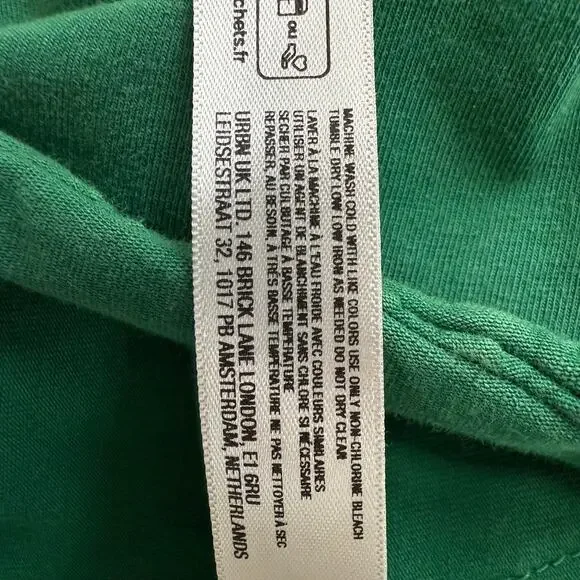 chets.fr
OU
MACHINE WASH COLD WITH LIKE COLORS USE ONLY NON-CHLORINE BLEACH
TUMBLE DRY LOW LOW IRON AS NEEDED DO NOT DRY CLEAN
LAVER À LA MACHINE À L'EAU FROIDE AVEC COULEURS SIMILAIRES
UTILISER UN AGENT DE BLANCHIMENT SANS CHLORE SI NÉCESSAIRE
SÉCHER PAR CULBUTAGE À BASSE TEMPÉRATURE
REPASSER, AU BESOIN, À TRÈS BASSE TEMPÉRATURE NE PAS NETTOYER À SEC
URBN UK LTD. 146 BRICK LANE LONDON, E1 6RU
LEIDSESTRAAT 32, 1017 PB AMSTERDAM, NETHERLANDS